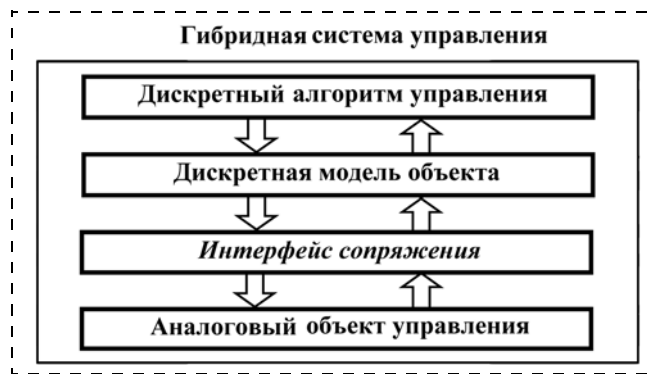 Гибридная система управления
Дискретный алгоритм управления
Дискретная модель объекта
Интерфейс сопряжения
Аналоговый объект управления